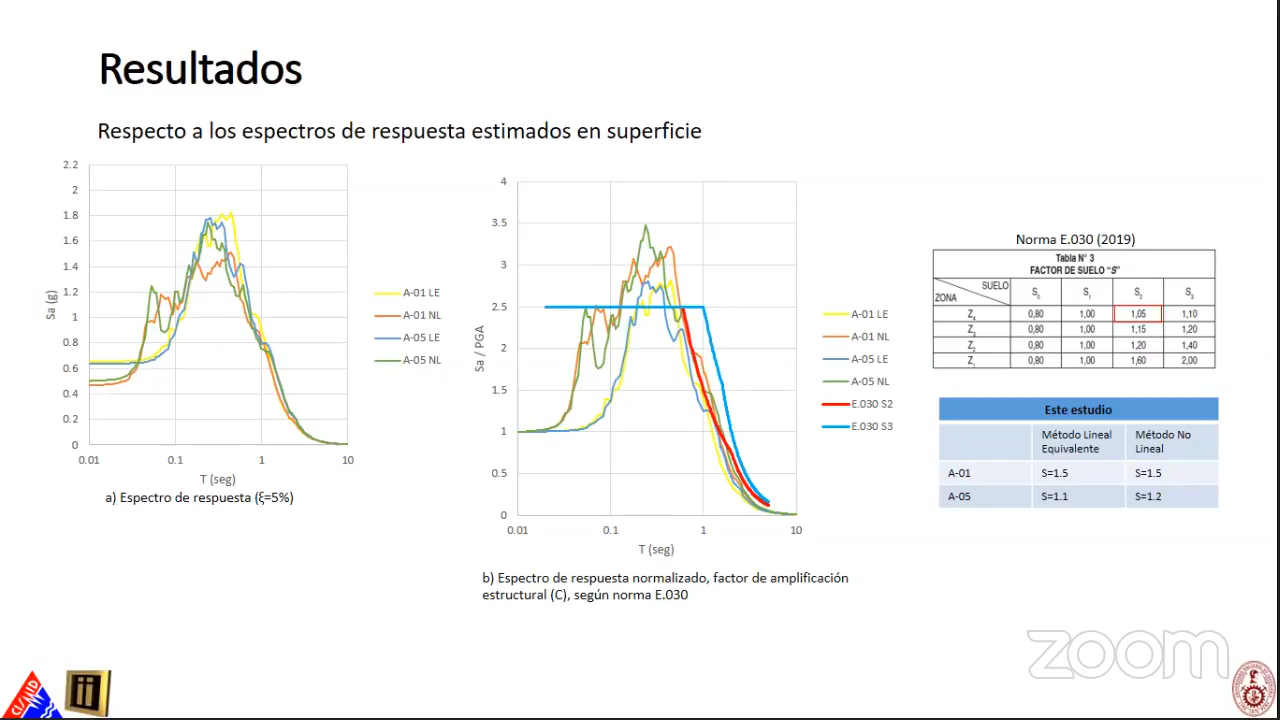 Resultados
Respecto a los espectros de respuesta estimados en superficie
2.2
2
1.8
1.6
1.4
1.2
1
0.8
0.6
0.4
0.2
0
Sa (g)
0.01
0.1
1
10
T (seg)
A-01 LE
A-01 NL
A-05 LE
A-05 NL
a) Espectro de respuesta (ξ=5%)
4
3.5
3
2.5
2
1.5
1
0.5
0
Sa / PGA
0.01
0.1
1
10
T (seg)
A-01 LE
A-01 NL
A-05 LE
A-05 NL
E.030 S2
E.030 S3
b) Espectro de respuesta normalizado, factor de amplificación
estructural (C), según norma E.030
Norma E.030 (2019)
Tabla N° 3
FACTOR DE SUELO "S"
SUELO
ZONA
S0 S1 S2 S3
Z4 0,80 1,00 1,05 1,10
Z3 0,80 1,00 1,15 1,20
Z2 0,80 1,00 1,20 1,40
Z1 0,80 1,00 1,60 2,00
Este estudio
Método Lineal
Equivalente
Método No
Lineal
A-01 S=1.5 S=1.5
A-05 S=1.1 S=1.2
zoom
CISMID